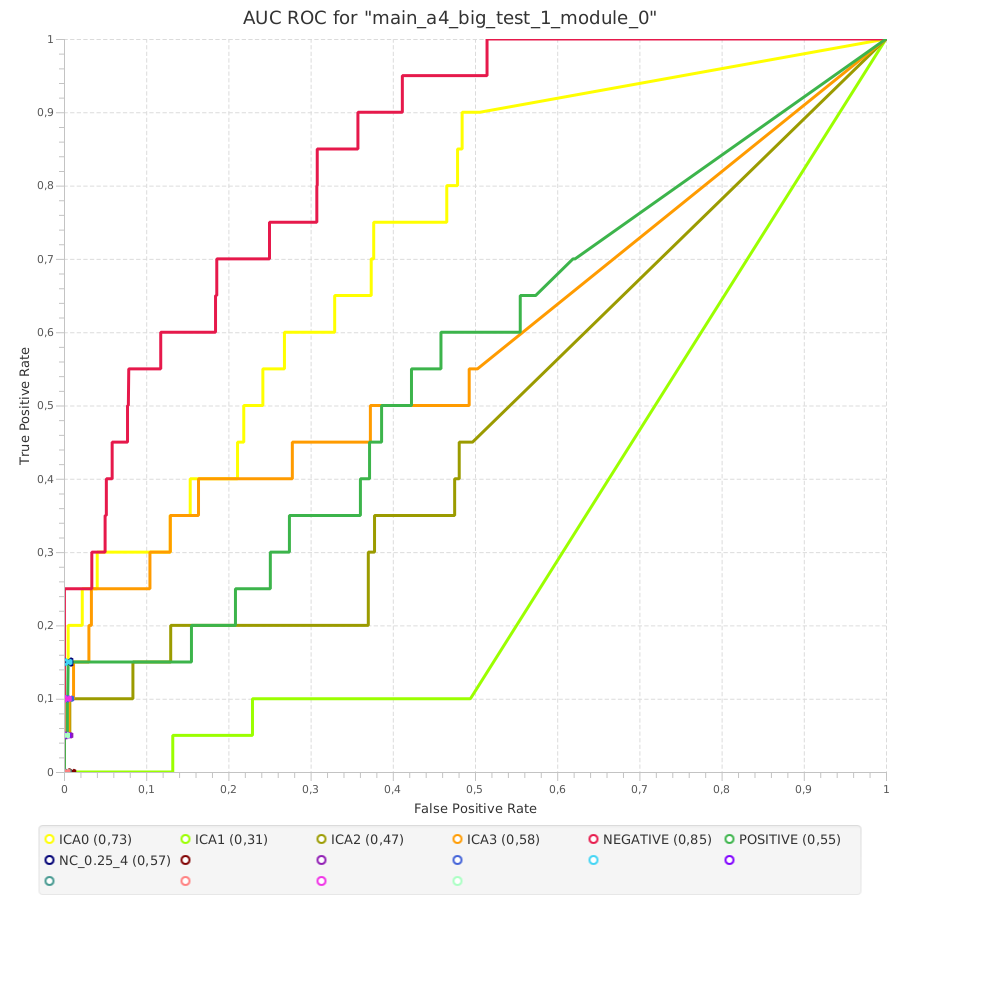 AUC ROC for "main_a4_big_test_1_module_0"
1
0,9
0,8
0,7
0,6
0,5
0,4
0,3
0,2
0,1
0
True Positive Rate
0 0,1 0,2 0,3 0,4 0,5 0,6 0,7 0,8 0,9 1
False Positive Rate
ICA0 (0,73) ICA1 (0,31) ICA2 (0,47) ICA3 (0,58) NEGATIVE (0,85) POSITIVE (0,55)
NC_0.25_4 (0,57)